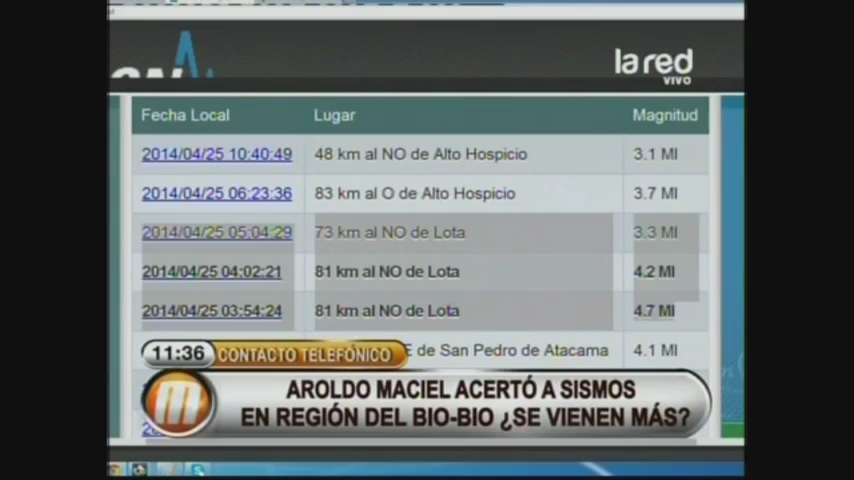 la red
VIVO
Fecha Local Lugar Magnitud
2014/04/25 10:40:49 48 km al NO de Alto Hospicio 3.1 Ml
2014/04/25 06:23:36 83 km al O de Alto Hospicio 3.7 Ml
2014/04/25 05:04:29 73 km al NO de Lota 3.3 Ml
2014/04/25 04:02:21 81 km al NO de Lota 4.2 Ml
2014/04/25 03:54:24 81 km al NO de Lota 4.7 Ml
E de San Pedro de Atacama 4.1 Ml
11:36 CONTACTO TELEFÓNICO
m
AROLDO MACIEL ACERTÓ A SISMOS
EN REGIÓN DEL BIO-BIO ¿SE VIENEN MÁS?